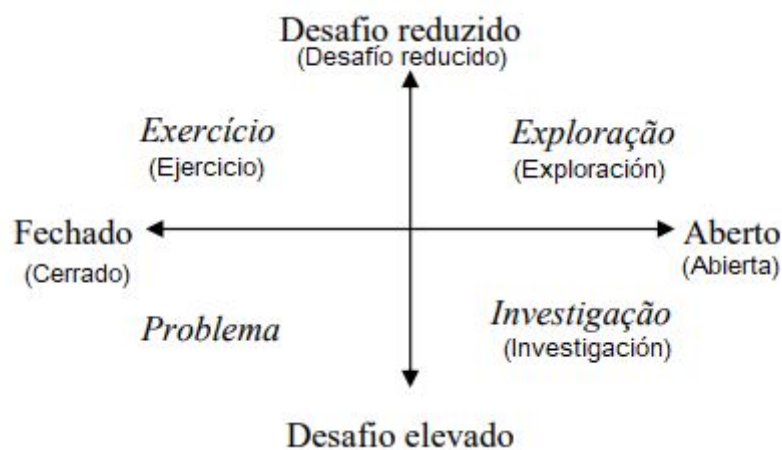 Desafio reduzido
(Desafío reducido)
Exercício
(Ejercicio)
Exploração
(Exploración)
Fechado
(Cerrado)
Aberto
(Abierta)
Problema
Investigação
(Investigación)
Desafio elevado